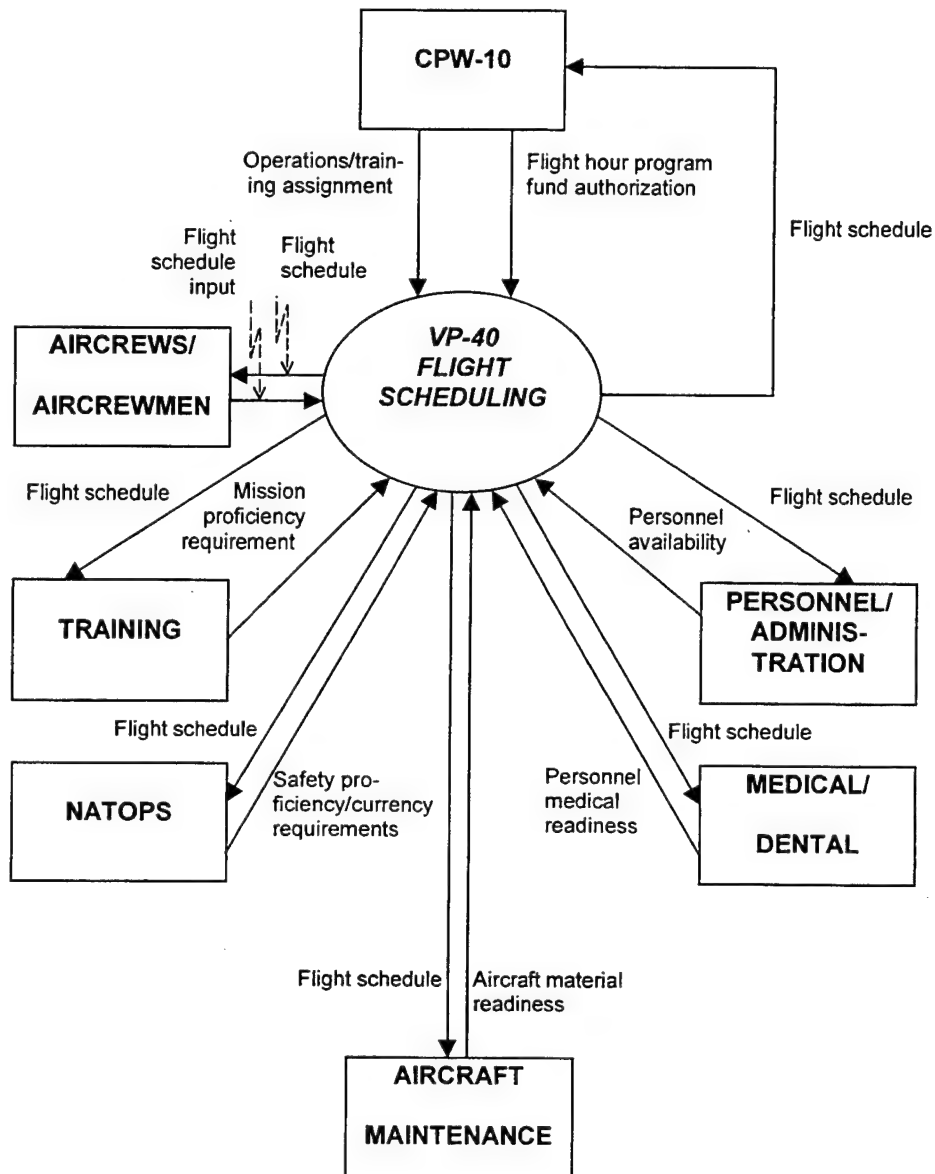 CPW-10
Operations/train-
ing assignment
Flight hour program
fund authorization
Flight schedule
Flight
schedule
input
Flight
schedule
AIRCREWS/
AIRCREWMEN
VP-40
FLIGHT
SCHEDULING
Flight schedule
Mission
proficiency
requirement
Personnel
availability
Flight schedule
TRAINING
PERSONNEL/
ADMINIS-
TRATION
Flight schedule
Safety pro-
ficiency/currency
requirements
Personnel
medical
readiness
Flight schedule
NATOPS
MEDICAL/
DENTAL
Flight schedule
Aircraft material
readiness
AIRCRAFT
MAINTENANCE